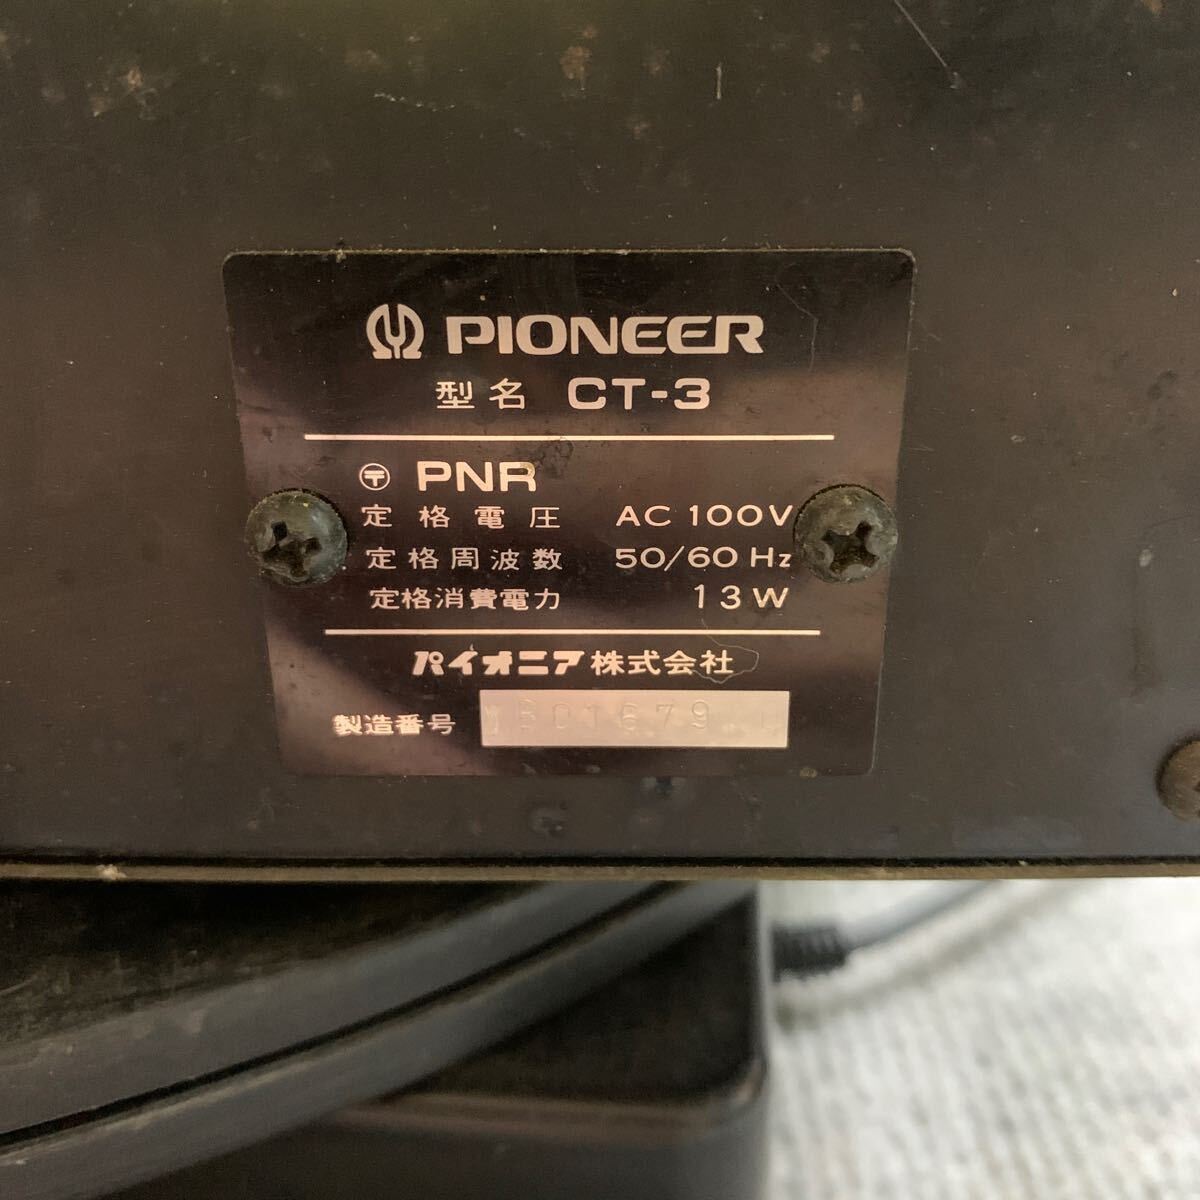 PIONEER
型名 CT-3
〒 PNR
定格電圧 AC 100V
定格周波数 50/60 Hz
定格消費電力 13W
パイオニア株式会社
製造番号